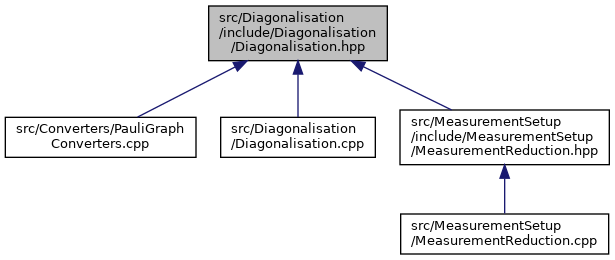 src/Diagonalisation
/include/Diagonalisation
/Diagonalisation.hpp
src/Converters/PauliGraph
Converters.cpp
src/Diagonalisation
/Diagonalisation.cpp
src/MeasurementSetup
/include/MeasurementSetup
/MeasurementReduction.hpp
src/MeasurementSetup
/MeasurementReduction.cpp